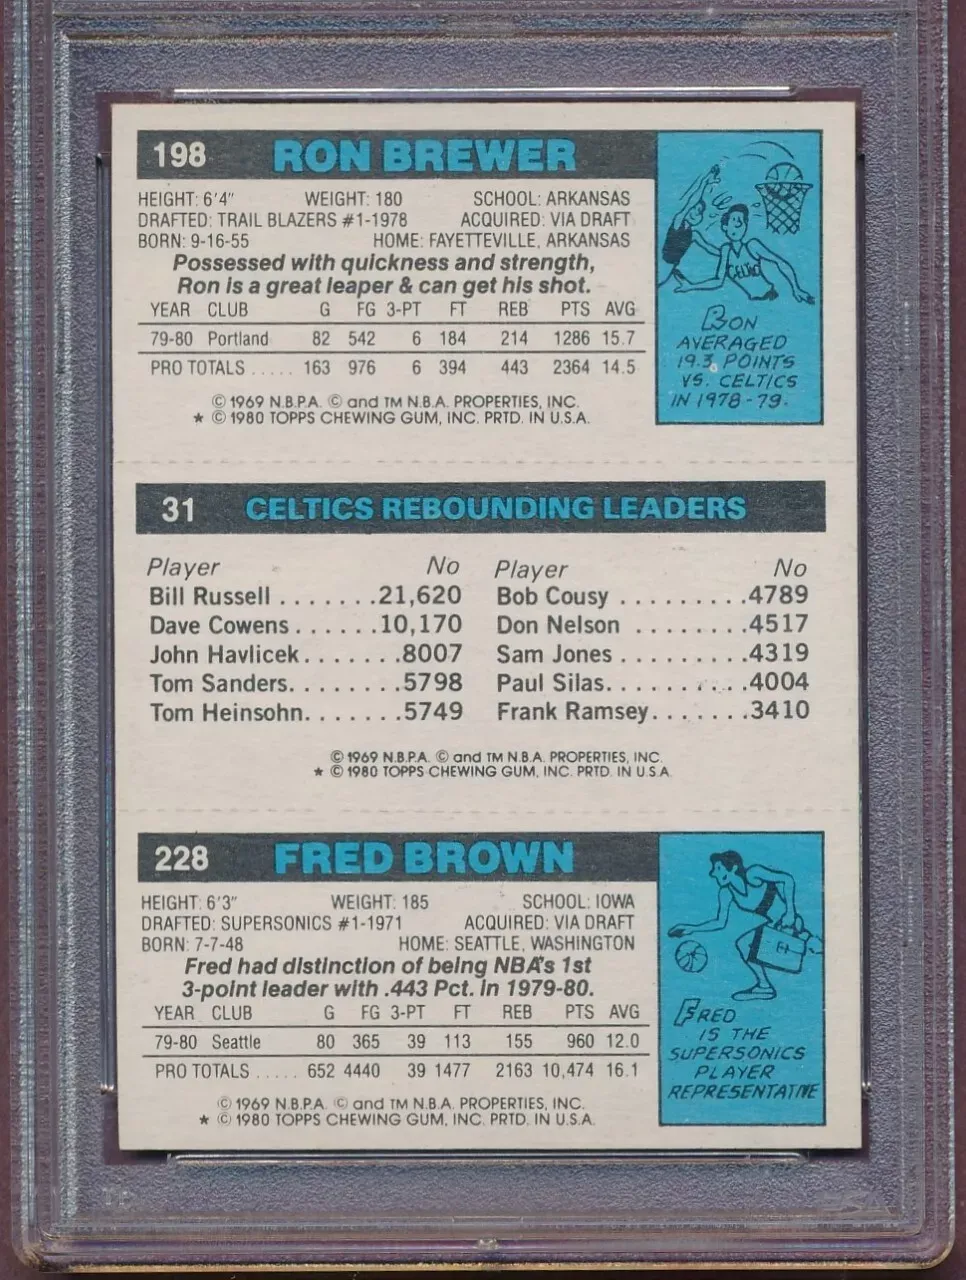 198 RON BREWER
HEIGHT: 6'4" WEIGHT: 180 SCHOOL: ARKANSAS
DRAFTED: TRAIL BLAZERS #1-1978 ACQUIRED: VIA DRAFT
BORN: 9-16-55 HOME: FAYETTEVILLE, ARKANSAS
Possessed with quickness and strength,
Ron is a great leaper & can get his shot.
YEAR CLUB G FG 3-PT FT REB PTS AVG
79-80 Portland 82 542 6 184 214 1286 15.7
PRO TOTALS ..... 163 976 6 394 443 2364 14.5
© 1969 N.B.P.A. © and TM N.B.A. PROPERTIES, INC.
★ © 1980 TOPPS CHEWING GUM, INC. PRTD. IN U.S.A.
CELTIC
RON
AVERAGED
19.3 POINTS
VS. CELTICS
IN 1978-79.
31 CELTICS REBOUNDING LEADERS
Player No Player No
Bill Russell .......21,620 Bob Cousy .........4789
Dave Cowens ......10,170 Don Nelson ........4517
John Havlicek.......8007 Sam Jones .........4319
Tom Sanders........5798 Paul Silas..........4004
Tom Heinsohn.......5749 Frank Ramsey.......3410
© 1969 N.B.P.A. © and TM N.B.A. PROPERTIES, INC.
★ © 1980 TOPPS CHEWING GUM, INC. PRTD. IN U.S.A.
228 FRED BROWN
HEIGHT: 6'3" WEIGHT: 185 SCHOOL: IOWA
DRAFTED: SUPERSONICS #1-1971 ACQUIRED: VIA DRAFT
BORN: 7-7-48 HOME: SEATTLE, WASHINGTON
Fred had distinction of being NBA's 1st
3-point leader with .443 Pct. in 1979-80.
YEAR CLUB G FG 3-PT FT REB PTS AVG
79-80 Seattle 80 365 39 113 155 960 12.0
PRO TOTALS ..... 652 4440 39 1477 2163 10,474 16.1
© 1969 N.B.P.A. © and TM N.B.A. PROPERTIES, INC.
★ © 1980 TOPPS CHEWING GUM, INC. PRTD. IN U.S.A.
FRED
IS THE
SUPERSONICS
PLAYER
REPRESENTATIVE